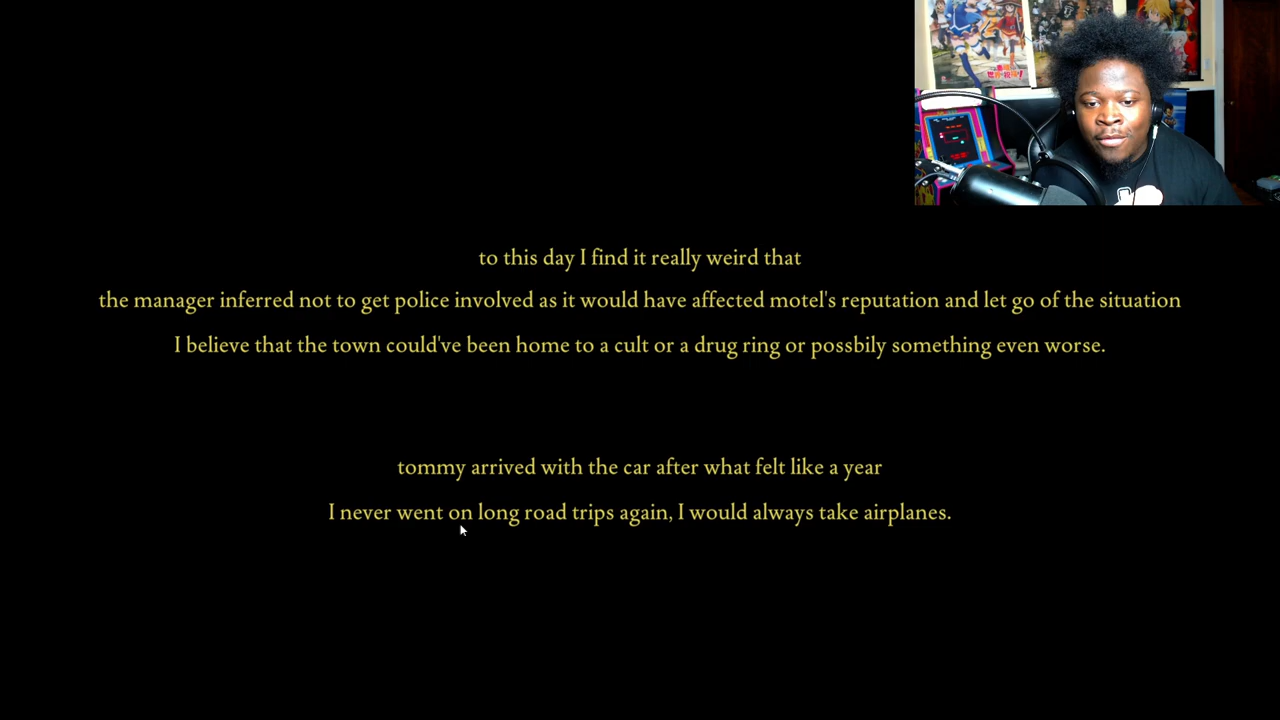 to this day I find it really weird that
the manager inferred not to get police involved as it would have affected motel's reputation and let go of the situation
I believe that the town could've been home to a cult or a drug ring or possbily something even worse.
tommy arrived with the car after what felt like a year
I never went on long road trips again, I would always take airplanes.